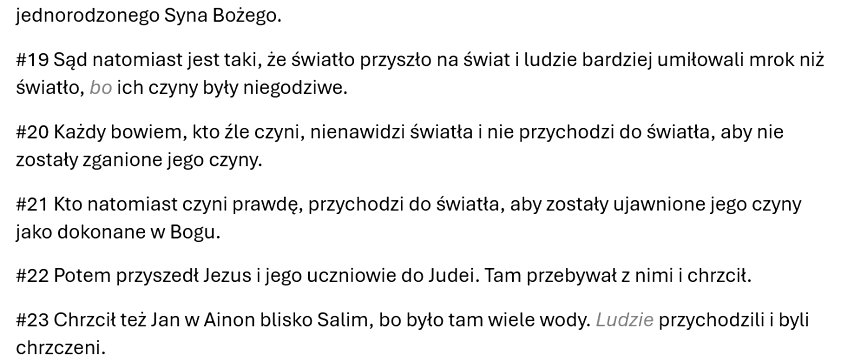 jednorodzonego Syna Bożego.
#19 Sąd natomiast jest taki, że światło przyszło na świat i ludzie bardziej umiłowali mrok niż
światło, bo ich czyny były niegodziwe.
#20 Każdy bowiem, kto źle czyni, nienawidzi światła i nie przychodzi do światła, aby nie
zostały zganione jego czyny.
#21 Kto natomiast czyni prawdę, przychodzi do światła, aby zostały ujawnione jego czyny
jako dokonane w Bogu.
#22 Potem przyszedł Jezus i jego uczniowie do Judei. Tam przebywał z nimi i chrzcił.
#23 Chrzcił też Jan w Ainon blisko Salim, bo było tam wiele wody. Ludzie przychodzili i byli
chrzczeni.